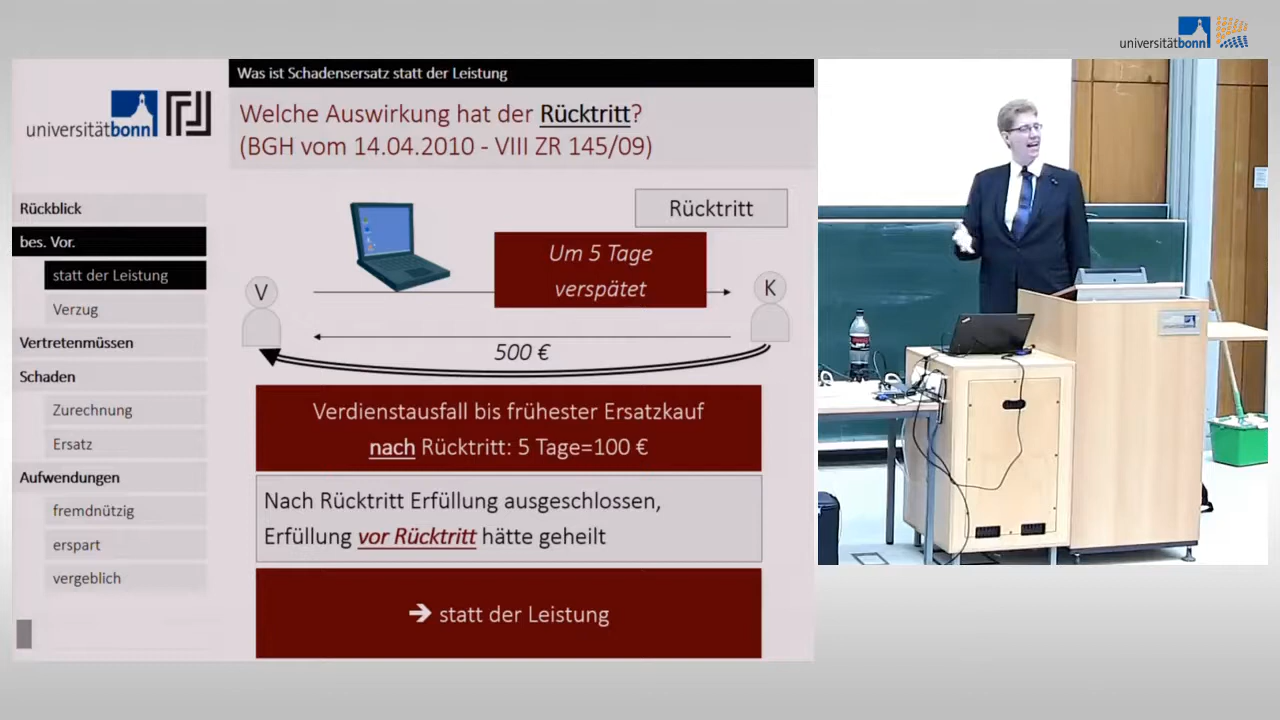 universitätbonn
Was ist Schadensersatz statt der Leistung
Welche Auswirkung hat der Rücktritt?
(BGH vom 14.04.2010 - VIII ZR 145/09)
universitätbonn
Rückblick
bes. Vor.
statt der Leistung
Verzug
Vertretenmüssen
Schaden
Zurechnung
Ersatz
Aufwendungen
fremdnützig
erspart
vergeblich
Rücktritt
Um 5 Tage
verspätet
V
K
500 €
Verdienstausfall bis frühester Ersatzkauf
nach Rücktritt: 5 Tage=100 €
Nach Rücktritt Erfüllung ausgeschlossen,
Erfüllung vor Rücktritt hätte geheilt
➔ statt der Leistung